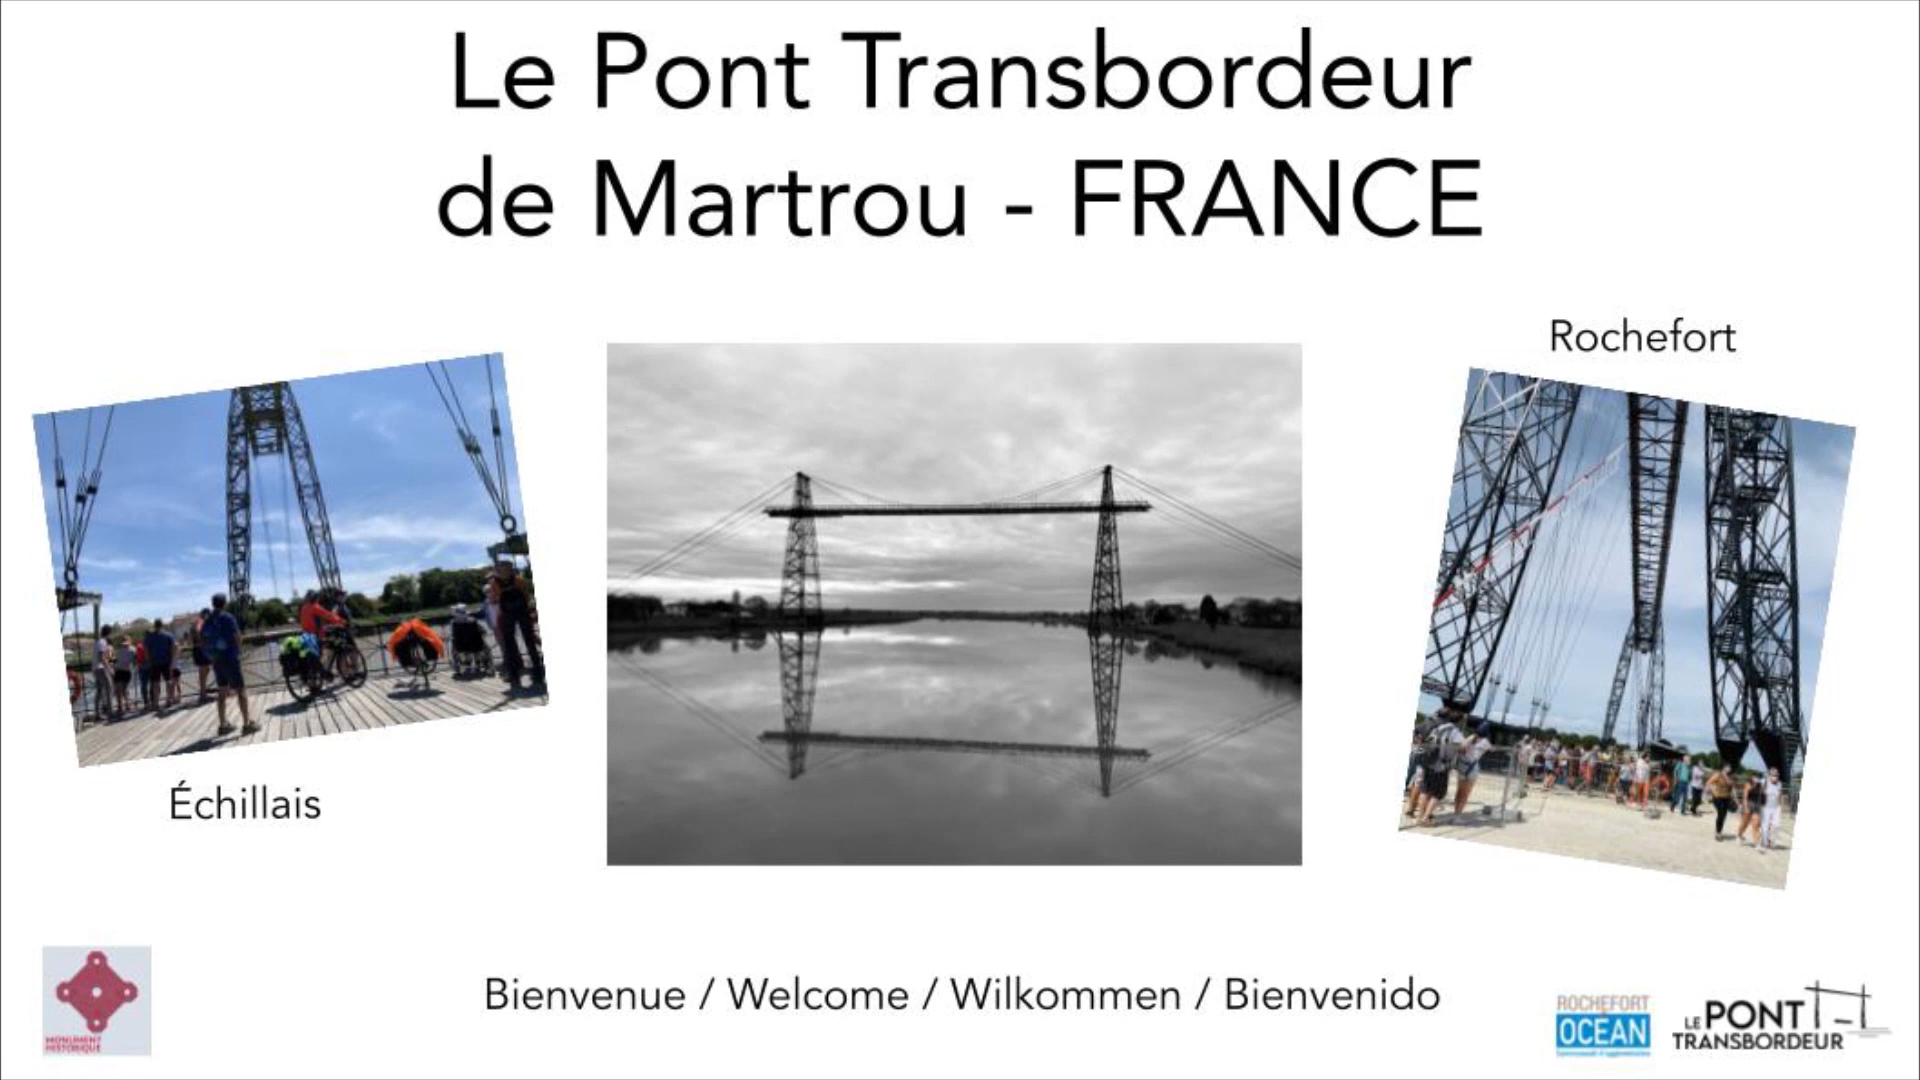 Le Pont Transbordeur
de Martrou - FRANCE
Rochefort
Échillais
Bienvenue / Welcome / Wilkommen / Bienvenido
MONUMENT
HISTORIQUE
ROCHEFORT
OCEAN
LE PONT
TRANSBORDEUR